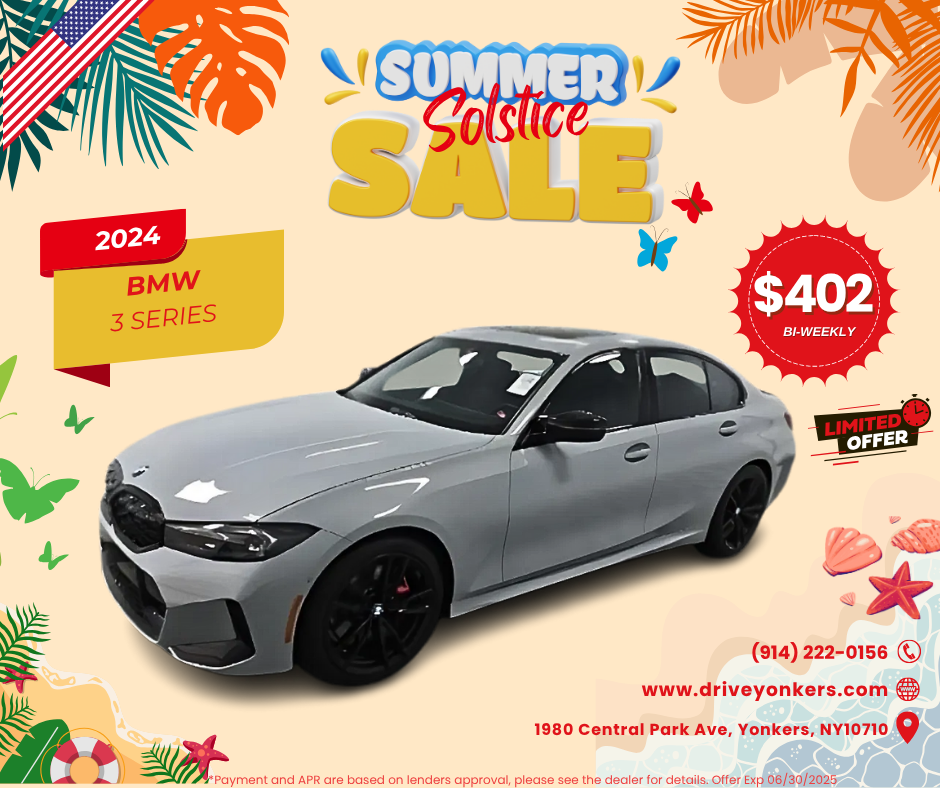 SUMMER
Solstice
SALE
2024
BMW
3 SERIES
$402
BI-WEEKLY
LIMITED
OFFER
(914) 222-0156
www.driveyonkers.com
WWW
1980 Central Park Ave, Yonkers, NY10710
*Payment and APR are based on lenders approval, please see the dealer for details. Offer Exp 06/30/2025